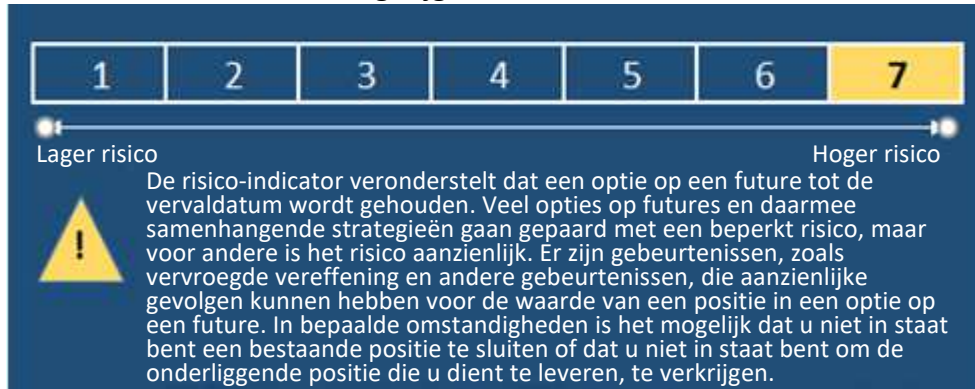 1 2 3 4 5 6 7
Lager risico Hoger risico
De risico-indicator veronderstelt dat een optie op een future tot de
vervaldatum wordt gehouden. Veel opties op futures en daarmee
samenhangende strategieën gaan gepaard met een beperkt risico, maar
voor andere is het risico aanzienlijk. Er zijn gebeurtenissen, zoals
vervroegde vereffening en andere gebeurtenissen, die aanzienlijke
gevolgen kunnen hebben voor de waarde van een positie in een optie op
een future. In bepaalde omstandigheden is het mogelijk dat u niet in staat
bent een bestaande positie te sluiten of dat u niet in staat bent om de
onderliggende positie die u dient te leveren, te verkrijgen.
!